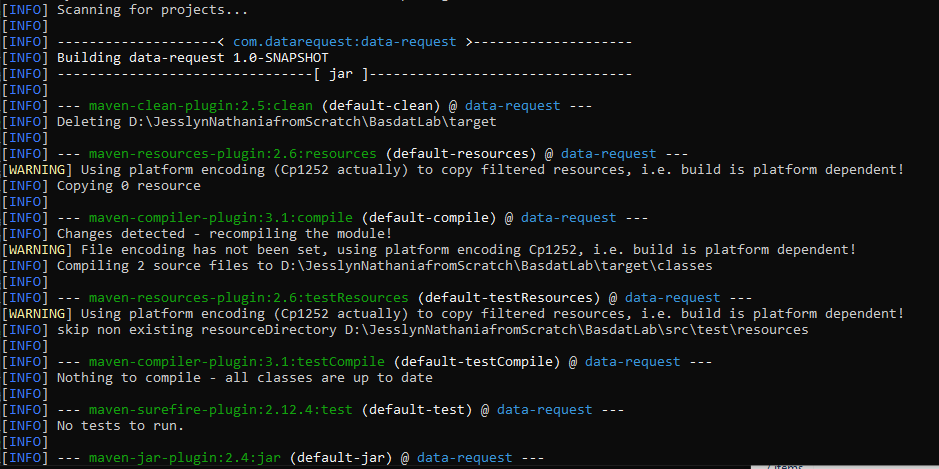 [INFO] Scanning for projects...
[INFO]
[INFO] --------------------< com.datarequest:data-request >--------------------
[INFO] Building data-request 1.0-SNAPSHOT
[INFO] --------------------------------[ jar ]---------------------------------
[INFO]
[INFO] --- maven-clean-plugin:2.5:clean (default-clean) @ data-request ---
[INFO] Deleting D:\JesslynNathaniafromScratch\BasdatLab\target
[INFO]
[INFO] --- maven-resources-plugin:2.6:resources (default-resources) @ data-request ---
[WARNING] Using platform encoding (Cp1252 actually) to copy filtered resources, i.e. build is platform dependent!
[INFO] Copying 0 resource
[INFO]
[INFO] --- maven-compiler-plugin:3.1:compile (default-compile) @ data-request ---
[INFO] Changes detected - recompiling the module!
[WARNING] File encoding has not been set, using platform encoding Cp1252, i.e. build is platform dependent!
[INFO] Compiling 2 source files to D:\JesslynNathaniafromScratch\BasdatLab\target\classes
[INFO]
[INFO] --- maven-resources-plugin:2.6:testResources (default-testResources) @ data-request ---
[WARNING] Using platform encoding (Cp1252 actually) to copy filtered resources, i.e. build is platform dependent!
[INFO] skip non existing resourceDirectory D:\JesslynNathaniafromScratch\BasdatLab\src\test\resources
[INFO]
[INFO] --- maven-compiler-plugin:3.1:testCompile (default-testCompile) @ data-request ---
[INFO] Nothing to compile - all classes are up to date
[INFO]
[INFO] --- maven-surefire-plugin:2.12.4:test (default-test) @ data-request ---
[INFO] No tests to run.
[INFO]
[INFO] --- maven-jar-plugin:2.4:jar (default-jar) @ data-request ---